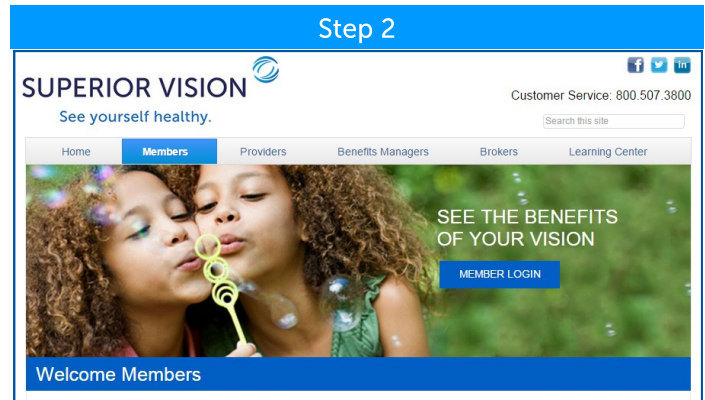 Step 2
SUPERIOR VISION
See yourself healthy.
f in
Customer Service: 800.507.3800
Search this site
Home Members Providers Benefits Managers Brokers Learning Center
SEE THE BENEFITS
OF YOUR VISION
MEMBER LOGIN
Welcome Members